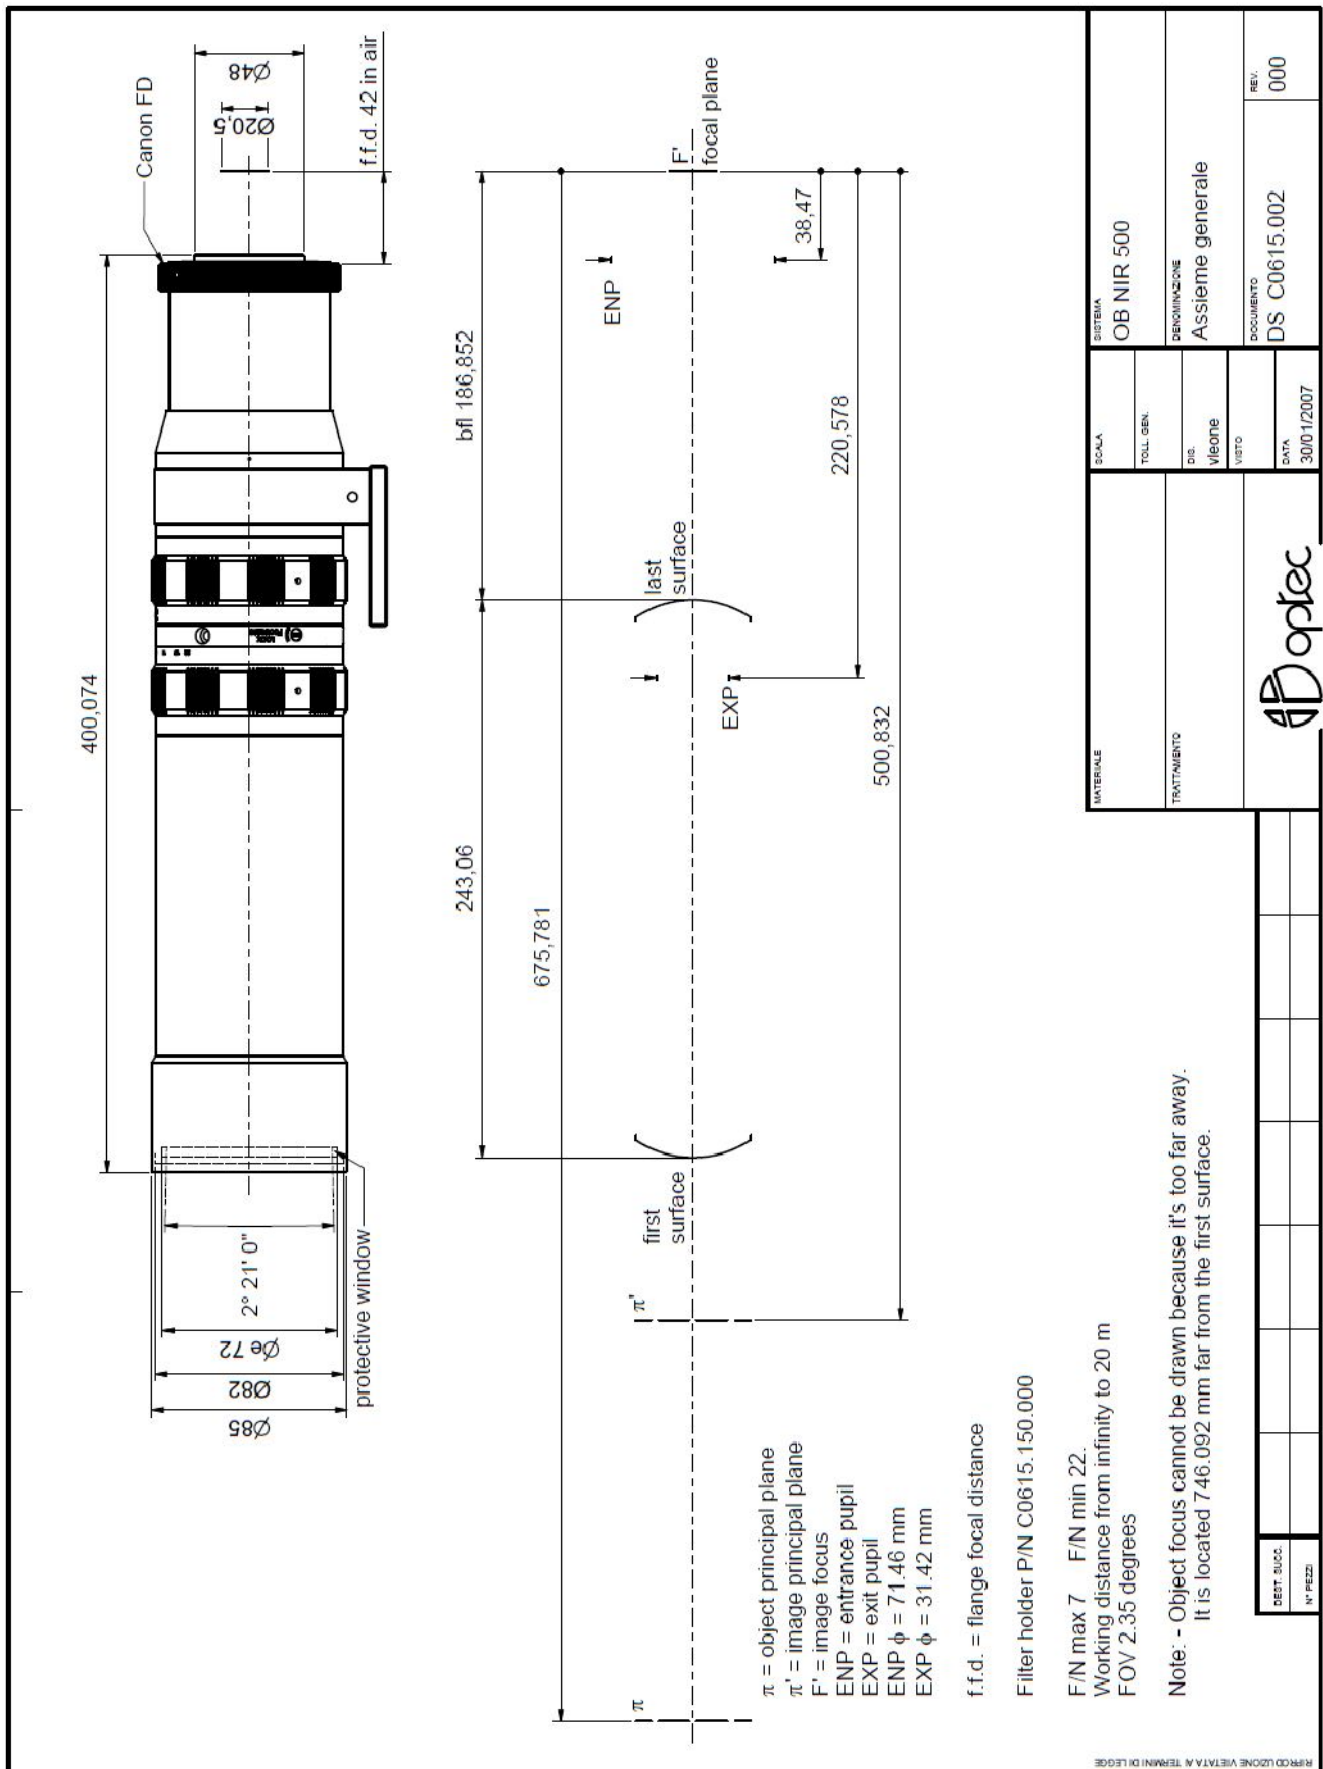 400,074
Canon FD
Ø48
Ø20,5
f.f.d. 42 in air
2° 21' 0"
Øe 72
Ø82
Ø85
protective window
243,06
bfl 186,852
675,781
ENP
F'
focal plane
38,47
220,578
500,832
last
surface
EXP
first
surface
π'
π
π = object principal plane
π' = image principal plane
F' = image focus
ENP = entrance pupil
EXP = exit pupil
ENP ϕ = 71.46 mm
EXP ϕ = 31.42 mm
f.f.d. = flange focal distance
Filter holder P/N C0615.150.000
F/N max 7 F/N min 22.
Working distance from infinity to 20 m
FOV 2.35 degrees
Note: - Object focus cannot be drawn because it's too far away.
It is located 746.092 mm far from the first surface.
MATERIALE
TRATTAMENTO
optec
SCALA
TOLL. GEN.
DIS.
vleone
VISTO
DATA
30/01/2007
SISTEMA
OB NIR 500
DENOMINAZIONE
Assieme generale
DOCUMENTO
DS C0615.002
REV.
000
DEST. SUCC.
N° PEZZI
RIPRODUZIONE VIETATA AI TERMINI DI LEGGE